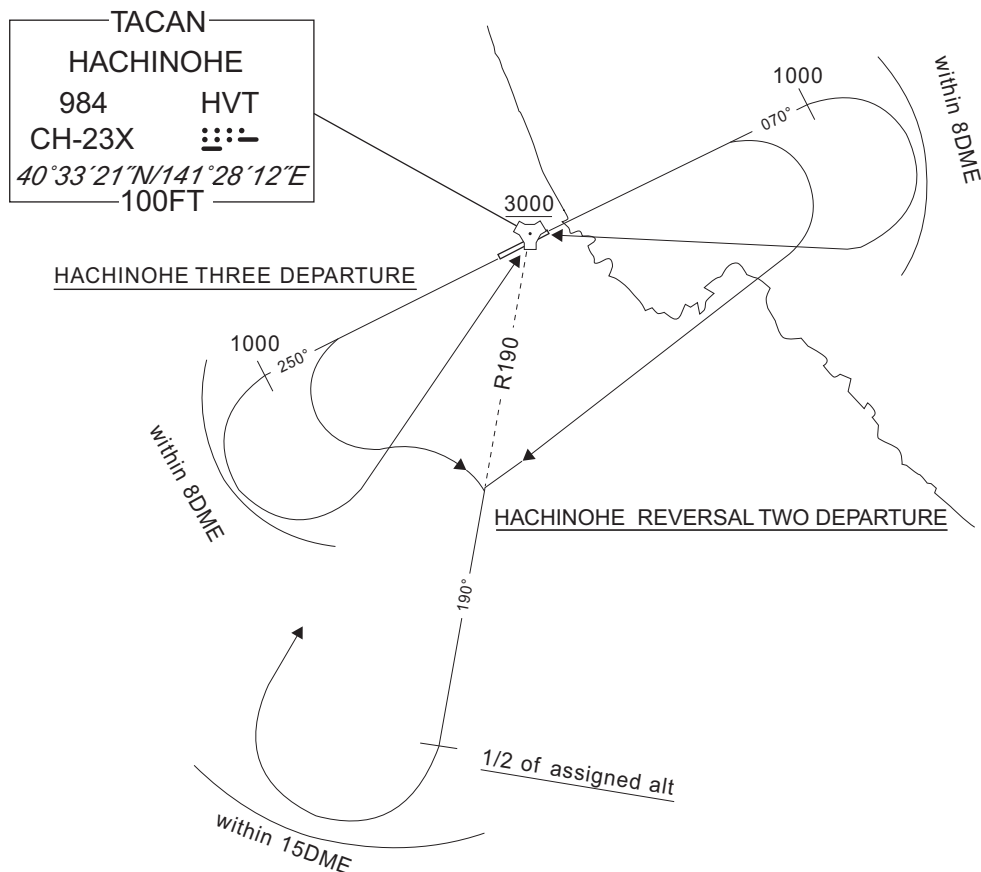 TACAN
HACHINOHE
984 HVT
CH-23X
40°33´21˝N/141°28´12˝E
100FT
1000
within 8DME
070°
3000
HACHINOHE THREE DEPARTURE
1000
250°
R190
within 8DME
HACHINOHE REVERSAL TWO DEPARTURE
190°
1/2 of assigned alt
within 15DME